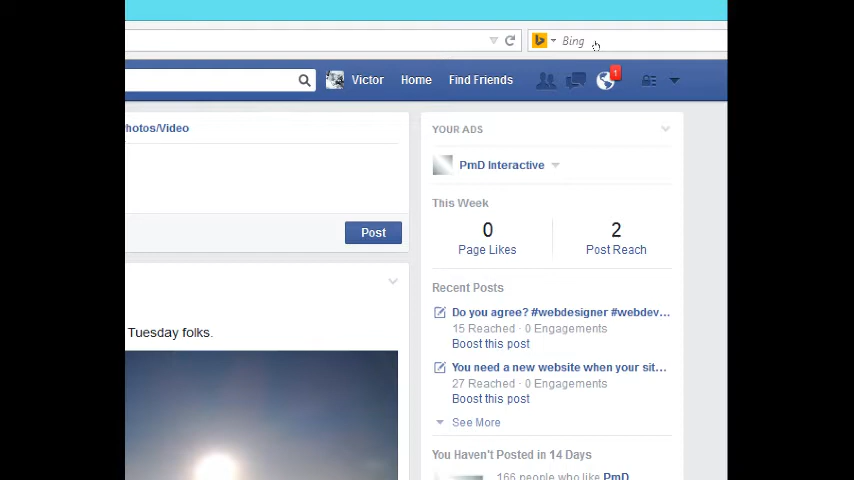 Bing
Victor Home Find Friends 1
hotos/Video
YOUR ADS
PmD Interactive
This Week
0 2
Page Likes Post Reach
Post
Recent Posts
Do you agree? #webdesigner #webdev...
15 Reached · 0 Engagements
Boost this post
Tuesday folks.
You need a new website when your sit...
27 Reached · 0 Engagements
Boost this post
See More
You Haven't Posted in 14 Days
166 people who like PmD